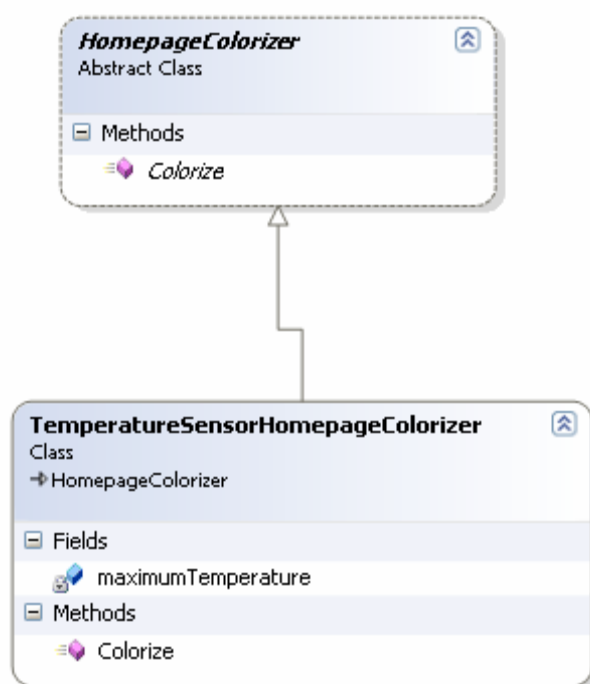 HomepageColorizer
Abstract Class
Methods
Colorize
TemperatureSensorHomepageColorizer
Class
HomepageColorizer
Fields
maximumTemperature
Methods
Colorize